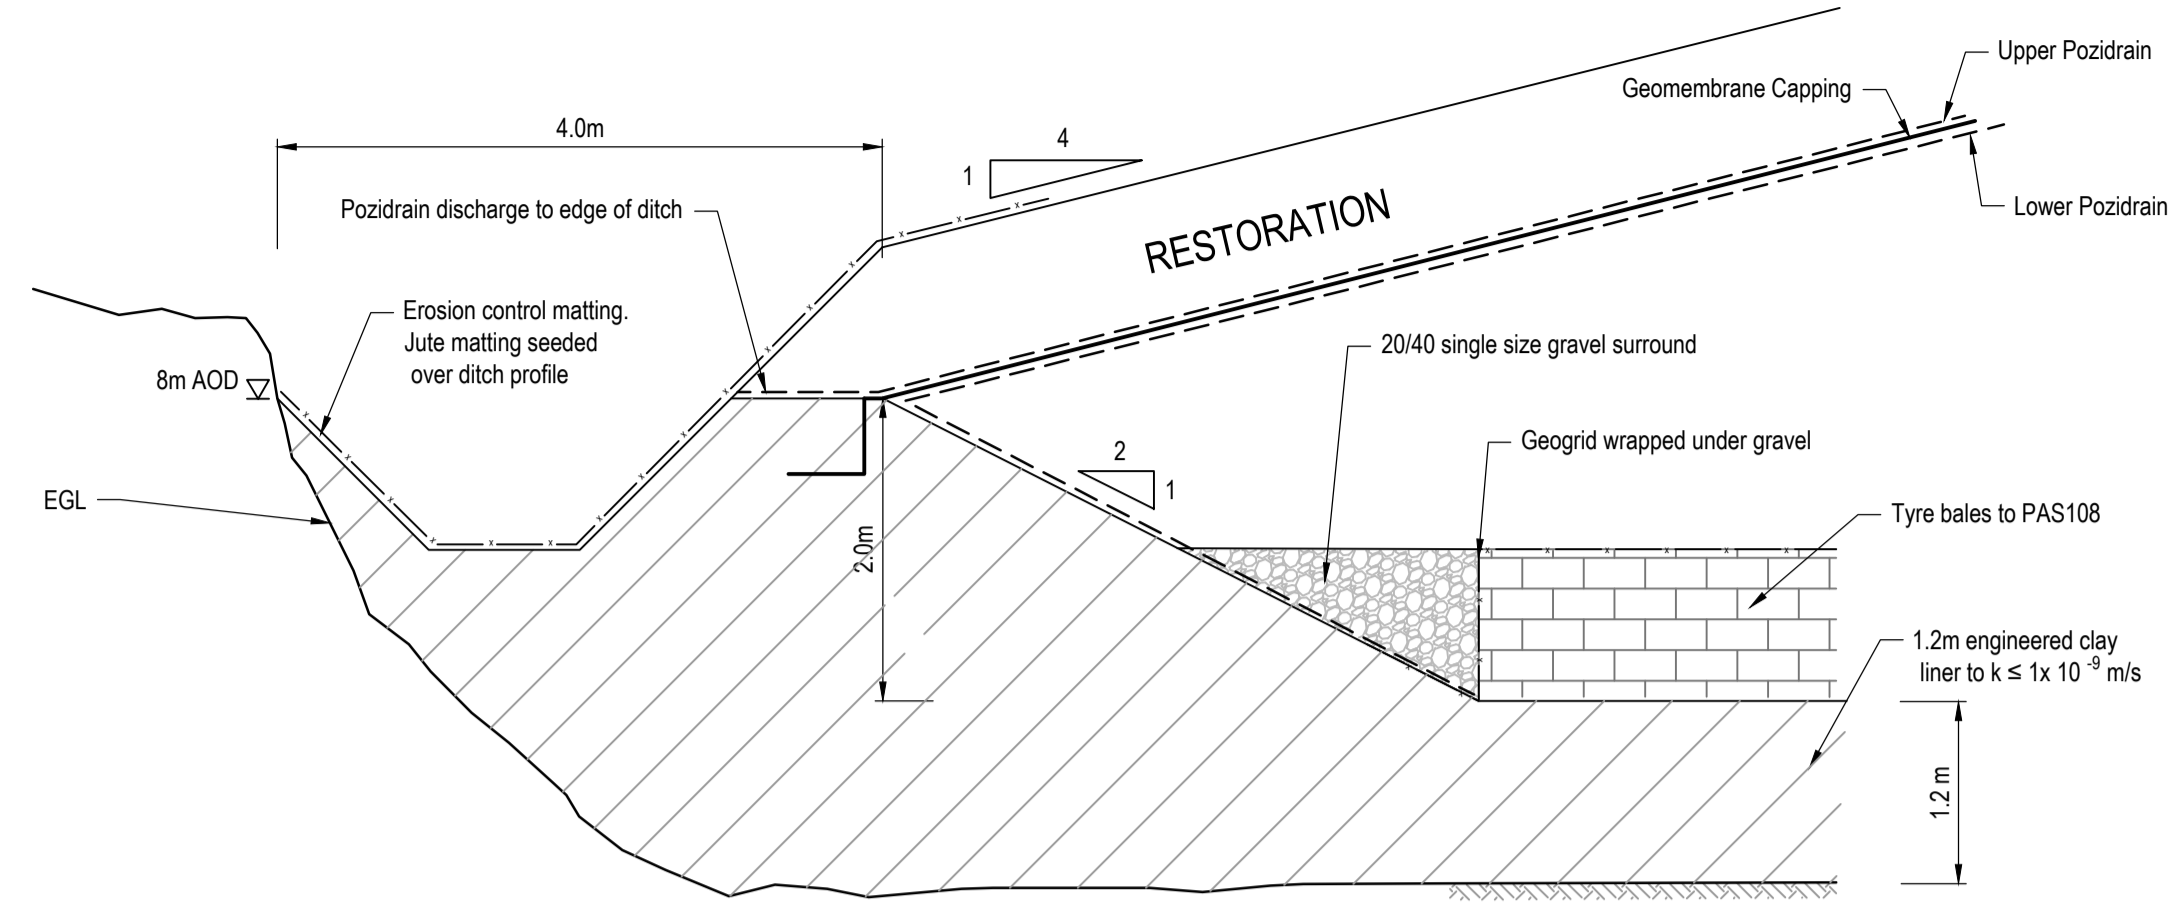 Upper Pozidrain
Geomembrane Capping
4.0m
4
1
Pozidrain discharge to edge of ditch
Lower Pozidrain
RESTORATION
Erosion control matting.
Jute matting seeded
over ditch profile
20/40 single size gravel surround
8m AOD
Geogrid wrapped under gravel
2
1
EGL
Tyre bales to PAS108
2.0m
1.2m engineered clay
liner to k ≤ 1x 10 -9 m/s
1.2 m